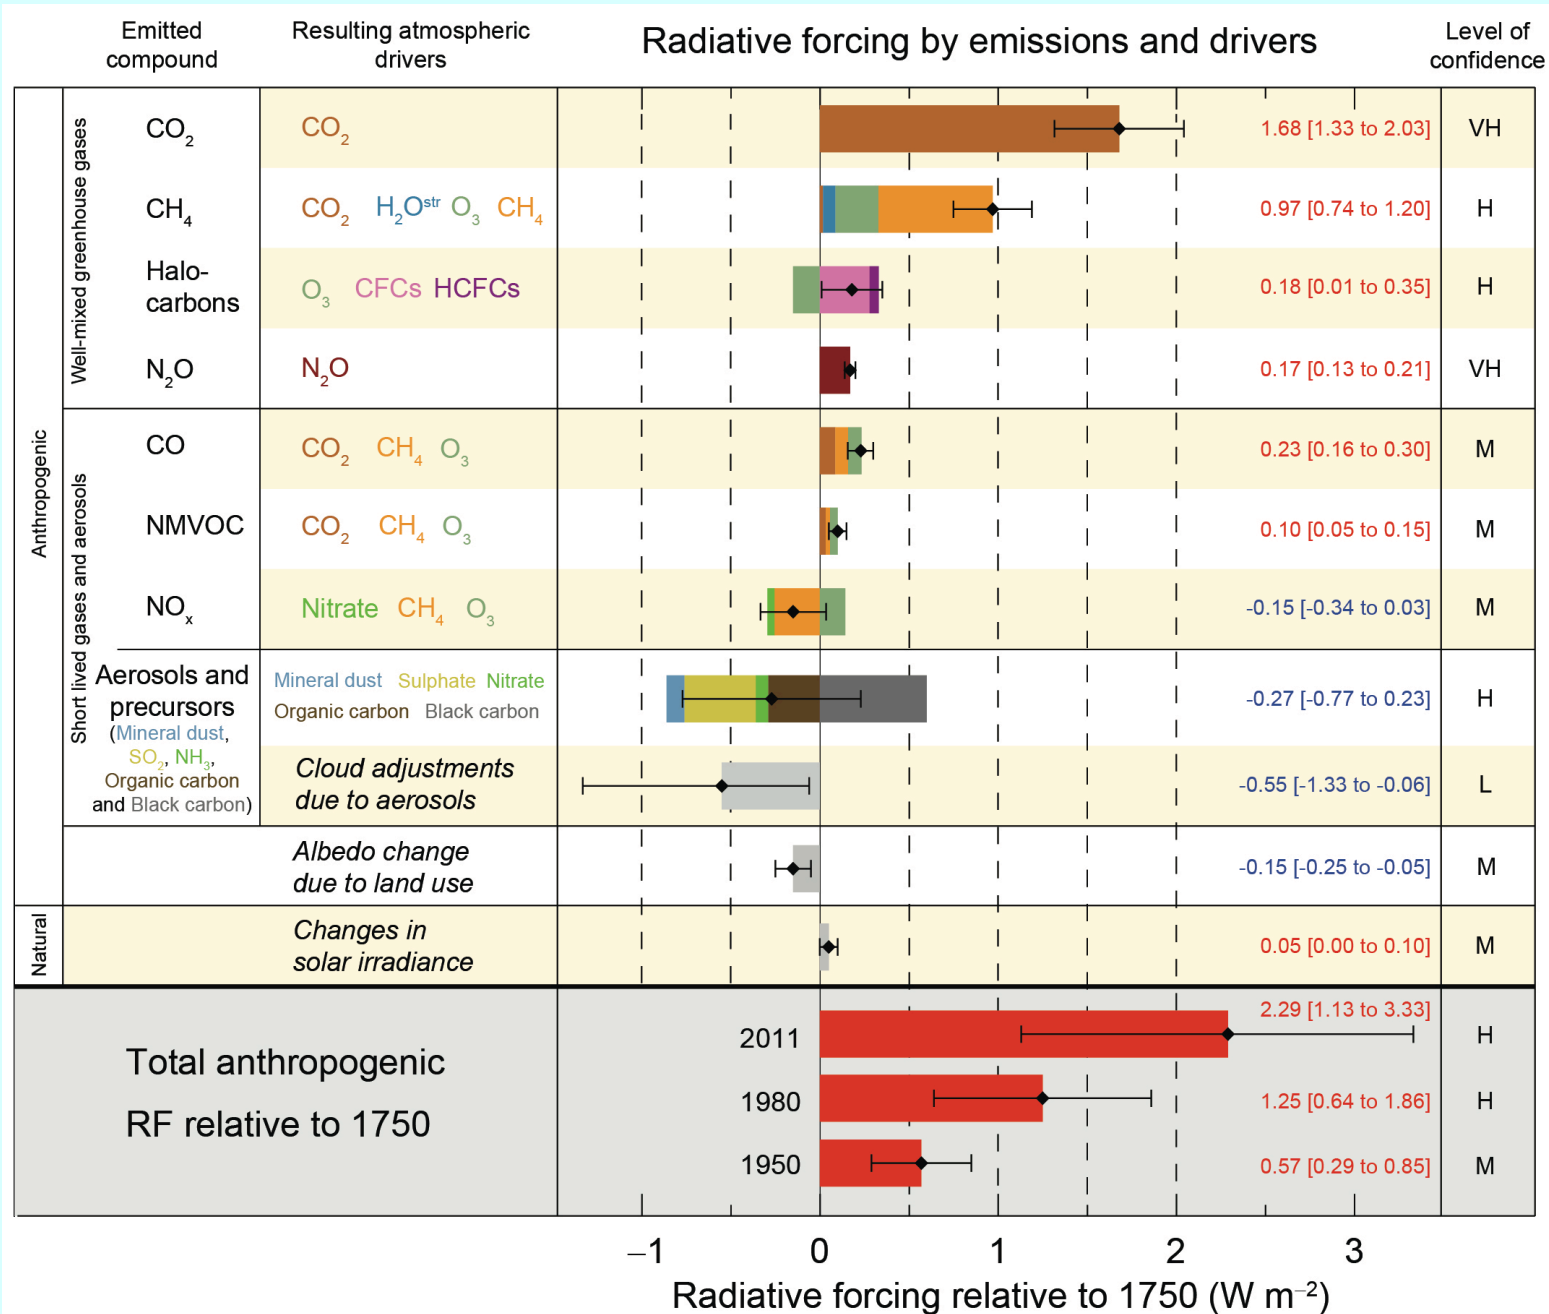 Emitted
compound
Resulting atmospheric
drivers
Radiative forcing by emissions and drivers
Level of
confidence
Anthropogenic
Well-mixed greenhouse gases
CO₂
CO₂
1.68 [1.33 to 2.03]
VH
CH₄
CO₂ H₂Oˢᵗʳ O₃ CH₄
0.97 [0.74 to 1.20]
H
Halo-
carbons
O₃ CFCs HCFCs
0.18 [0.01 to 0.35]
H
N₂O
N₂O
0.17 [0.13 to 0.21]
VH
Short lived gases and aerosols
CO
CO₂ CH₄ O₃
0.23 [0.16 to 0.30]
M
NMVOC
CO₂ CH₄ O₃
0.10 [0.05 to 0.15]
M
NOₓ
Nitrate CH₄ O₃
-0.15 [-0.34 to 0.03]
M
Aerosols and
precursors
(Mineral dust,
SO₂, NH₃,
Organic carbon
and Black carbon)
Mineral dust Sulphate Nitrate
Organic carbon Black carbon
-0.27 [-0.77 to 0.23]
H
Cloud adjustments
due to aerosols
-0.55 [-1.33 to -0.06]
L
Albedo change
due to land use
-0.15 [-0.25 to -0.05]
M
Natural
Changes in
solar irradiance
0.05 [0.00 to 0.10]
M
Total anthropogenic
RF relative to 1750
2011
2.29 [1.13 to 3.33]
H
1980
1.25 [0.64 to 1.86]
H
1950
0.57 [0.29 to 0.85]
M
−1 0 1 2 3
Radiative forcing relative to 1750 (W m⁻²)